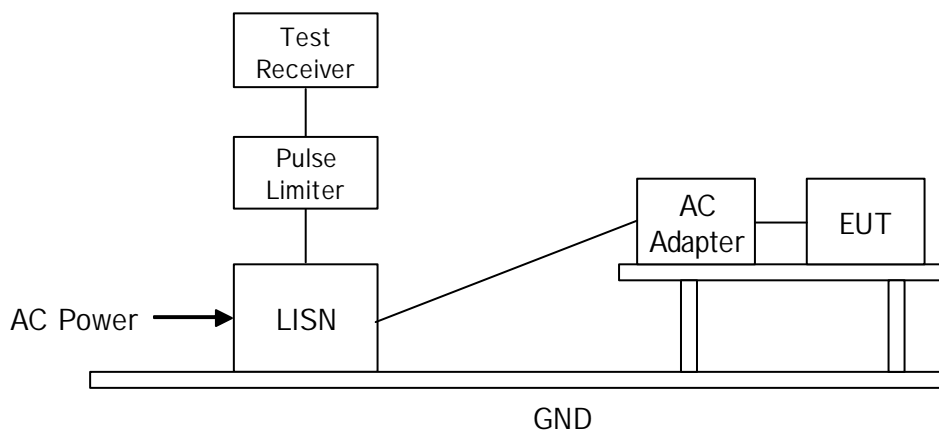 Test
Receiver
Pulse
Limiter
AC
Adapter
EUT
AC Power
LISN
GND